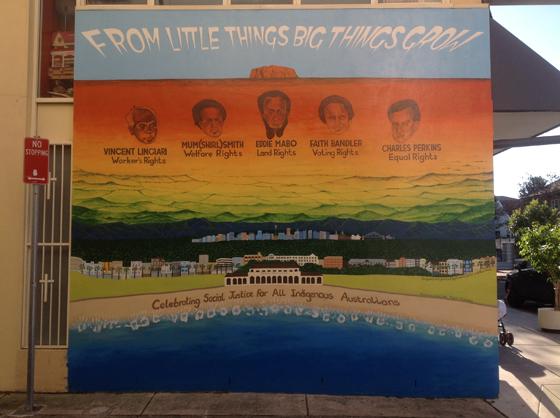 FROM LITTLE THINGS BIG THINGS GROW
VINCENT LINGIARI
Worker's Rights
MUM(SHIRL)SMITH
Welfare Rights
EDDIE MABO
Land Rights
FAITH BANDLER
Voting Rights
CHARLES PERKINS
Equal Rights
Celebrating Social Justice for All Indigenous Australians
NO
STOPPING